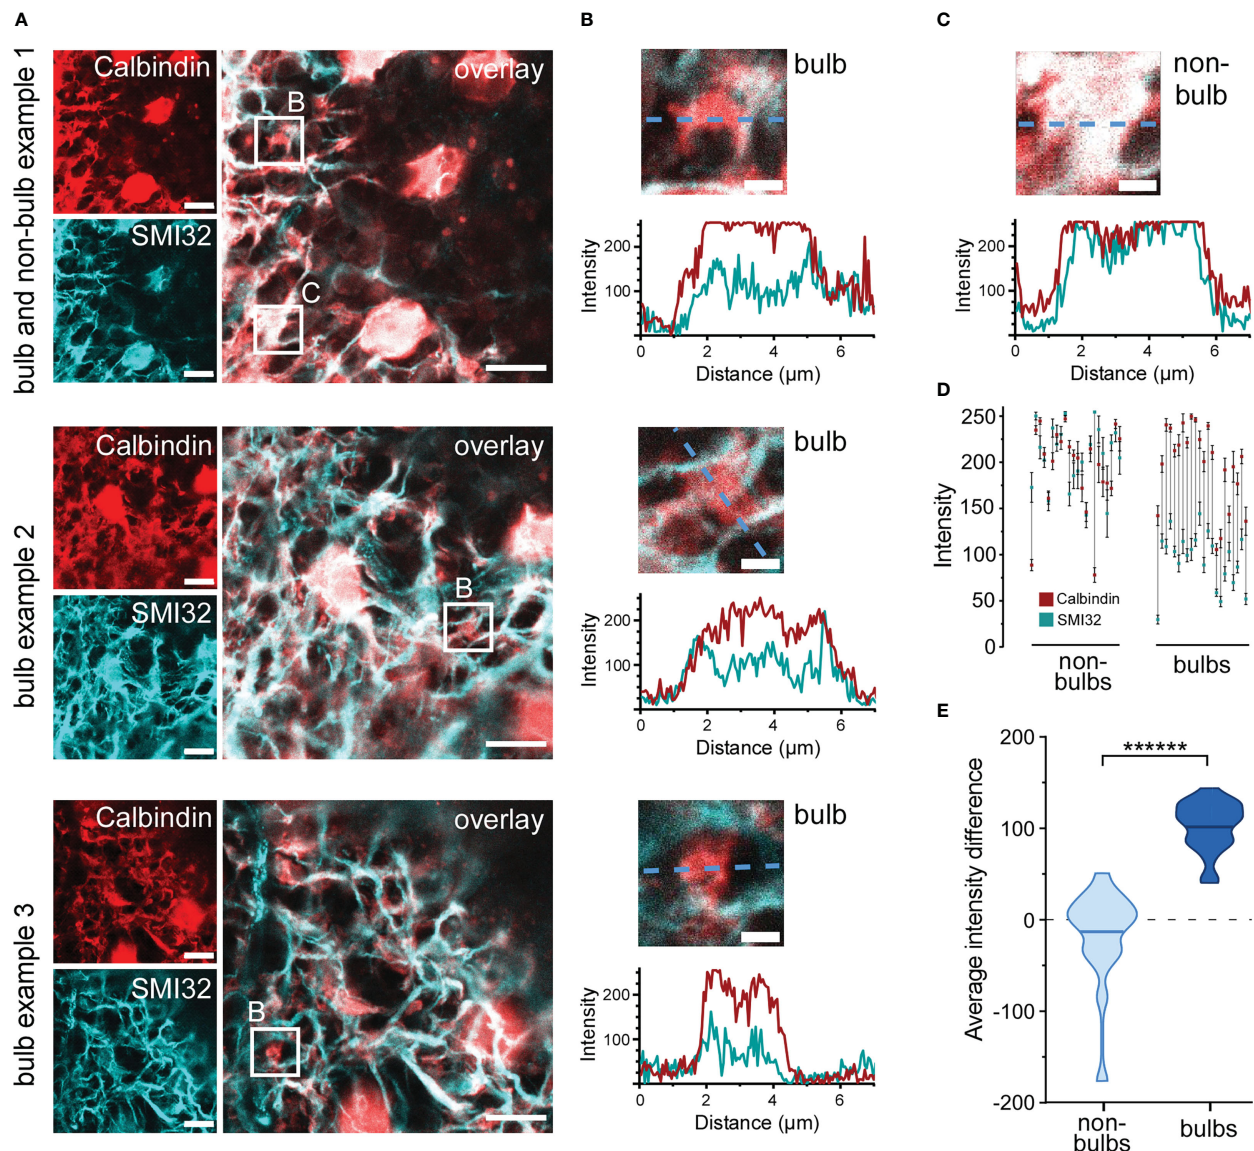 A
bulb and non-bulb example 1
Calbindin
SMI32
overlay
B
C
bulb example 2
Calbindin
SMI32
overlay
B
bulb example 3
Calbindin
SMI32
overlay
B
B
bulb
Intensity
200
100
0 2 4 6
Distance (µm)
bulb
Intensity
200
100
0 2 4 6
Distance (µm)
bulb
Intensity
200
100
0
0 2 4 6
Distance (µm)
C
non-
bulb
Intensity
200
100
0 2 4 6
Distance (µm)
D
Intensity
250
200
150
100
50
0
Calbindin
SMI32
non-
bulbs
bulbs
E
Average intensity difference
200
100
0
-100
-200
******
non-
bulbs
bulbs